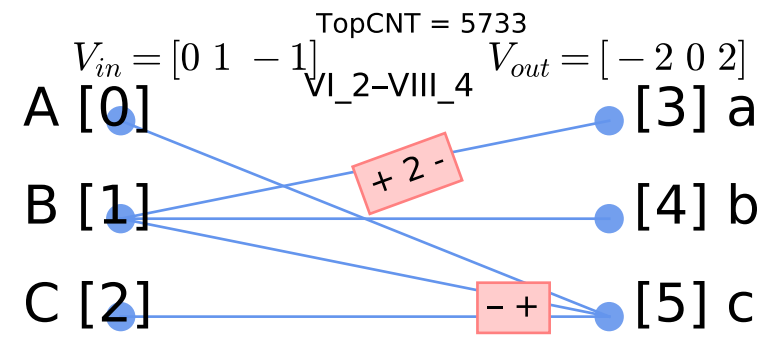 TopCNT = 5733
V_in = [0 1 − 1]
V_out = [ − 2 0 2]
VI_2–VIII_4
A [0]
[3] a
+ 2 -
B [1]
[4] b
C [2]
– +
[5] c